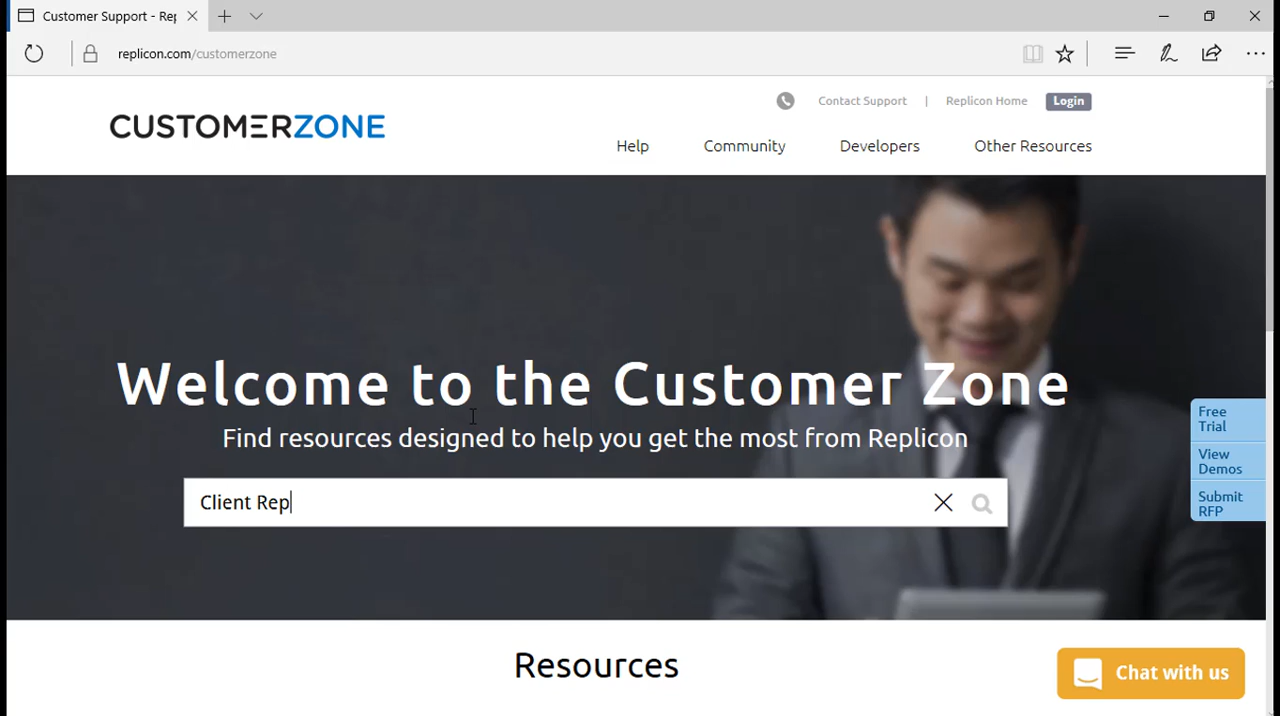 Customer Support - Rep
replicon.com/customerzone
Contact Support | Replicon Home Login
CUSTOMERZONE
Help Community Developers Other Resources
Welcome to the Customer Zone
Find resources designed to help you get the most from Replicon
Client Rep
Free
Trial
View
Demos
Submit
RFP
Resources
Chat with us